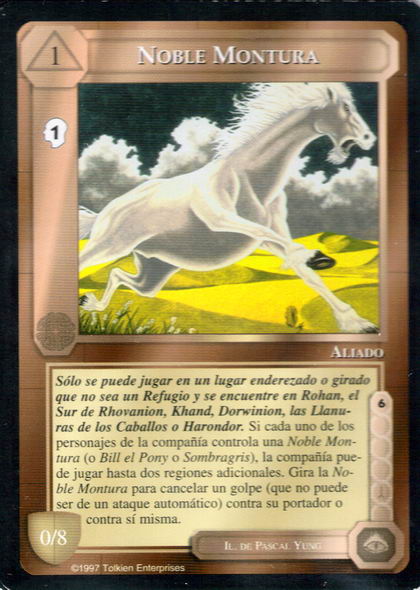 1
NOBLE MONTURA
1
ALIADO
Sólo se puede jugar en un lugar enderezado o girado
que no sea un Refugio y se encuentre en Rohan, el
Sur de Rhovanion, Khand, Dorwinion, las Llanu-
ras de los Caballos o Harondor. Si cada uno de los
personajes de la compañía controla una Noble Mon-
tura (o Bill el Pony o Sombragris), la compañía pue-
de jugar hasta dos regiones adicionales. Gira la No-
ble Montura para cancelar un golpe (que no puede
ser de un ataque automático) contra su portador o
contra sí misma.
6
0/8
IL. DE PASCAL YUNG
©1997 Tolkien Enterprises